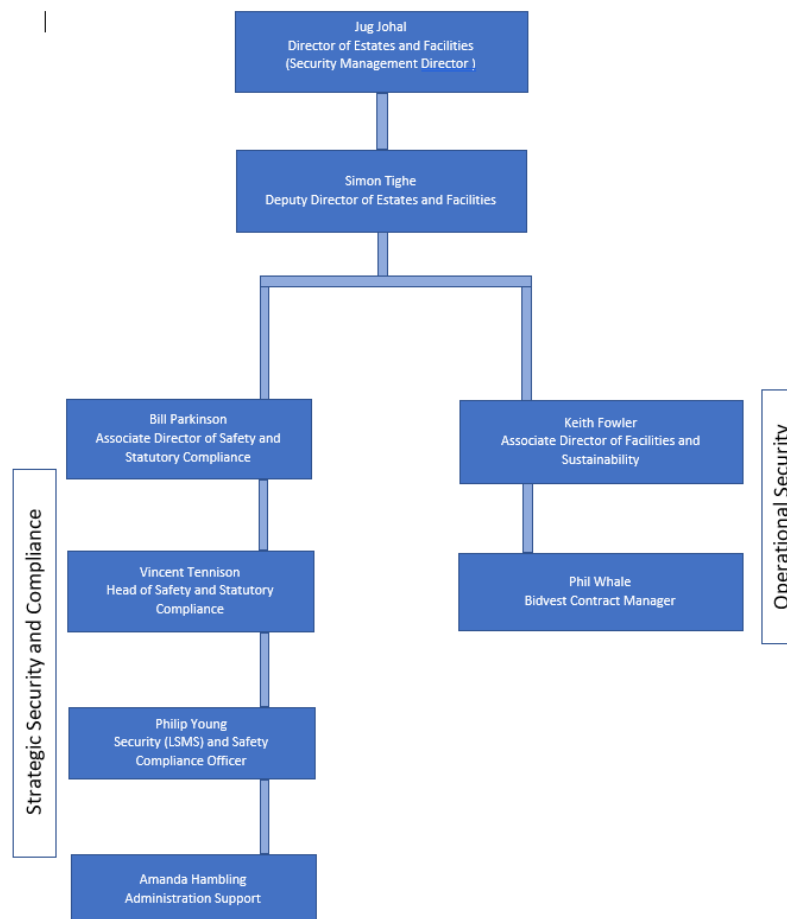 Jug Johal
Director of Estates and Facilities
(Security Management Director )
Simon Tighe
Deputy Director of Estates and Facilities
Bill Parkinson
Associate Director of Safety and
Statutory Compliance
Keith Fowler
Associate Director of Facilities and
Sustainability
Operational Security
Strategic Security and Compliance
Vincent Tennison
Head of Safety and Statutory
Compliance
Phil Whale
Bidvest Contract Manager
Philip Young
Security (LSMS) and Safety
Compliance Officer
Amanda Hambling
Administration Support